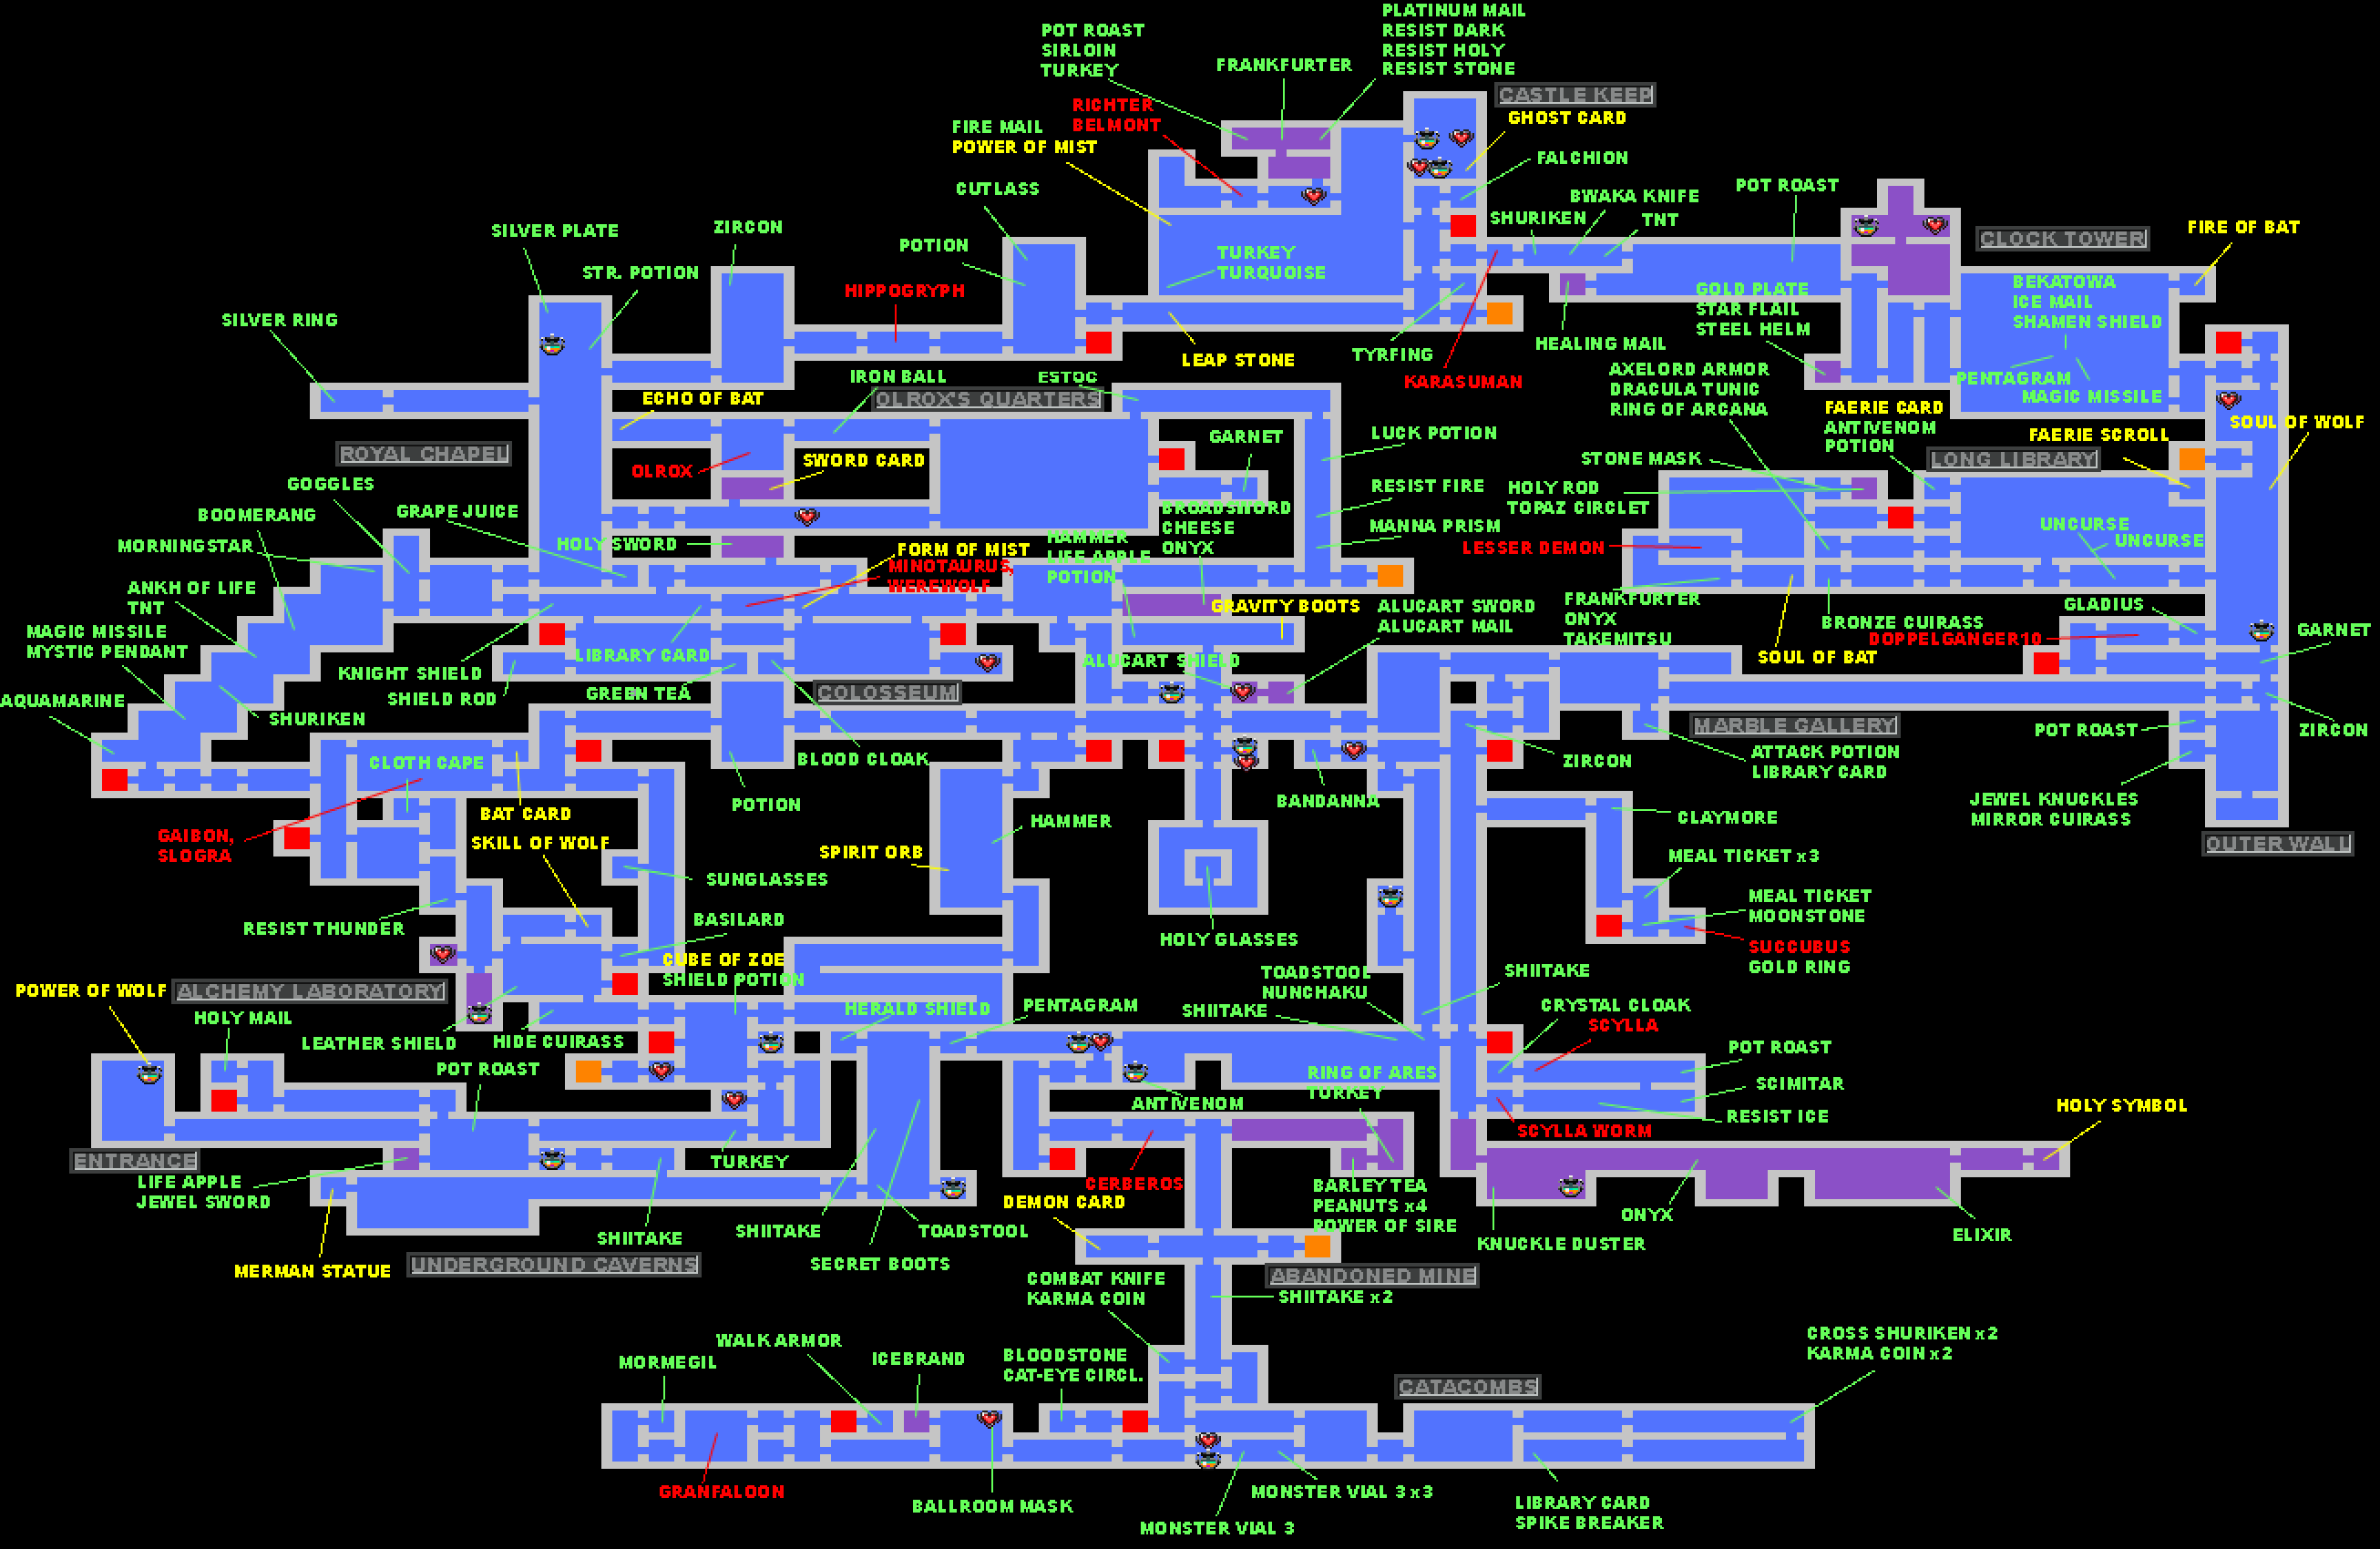 PLATINUM MAIL
RESIST DARK
RESIST HOLY
RESIST STONE
POT ROAST
SIRLOIN
TURKEY
FRANKFURTER
CASTLE KEEP
RICHTER
BELMONT
GHOST CARD
FIRE MAIL
POWER OF MIST
FALCHION
CUTLASS
BWAKA KNIFE
POT ROAST
SHURIKEN
TNT
SILVER PLATE
ZIRCON
POTION
FIRE OF BAT
CLOCK TOWER
TURKEY
TURQUOISE
STR. POTION
HIPPOGRYPH
BEKATOWA
ICE MAIL
SHAMEN SHIELD
GOLD PLATE
STAR FLAIL
STEEL HELM
SILVER RING
LEAP STONE
TYRFING
HEALING MAIL
KARASUMAN
AXELORD ARMOR
DRACULA TUNIC
RING OF ARCANA
PENTAGRAM
MAGIC MISSILE
IRON BALL
ESTOC
ECHO OF BAT
OLROX'S QUARTERS
FAERIE CARD
ANTIVENOM
POTION
SOUL OF WOLF
FAERIE SCROLL
ROYAL CHAPEL
GARNET
LUCK POTION
OLROX
SWORD CARD
STONE MASK
LONG LIBRARY
GOGGLES
RESIST FIRE
HOLY ROD
TOPAZ CIRCLET
BOOMERANG
GRAPE JUICE
BROADSWORD
CHEESE
ONYX
MANNA PRISM
UNCURSE
UNCURSE
MORNINGSTAR
HOLY SWORD
FORM OF MIST
MINOTAURUS,
WEREWOLF
HAMMER
LIFE APPLE
POTION
LESSER DEMON
ANKH OF LIFE
TNT
GRAVITY BOOTS
ALUCART SWORD
ALUCART MAIL
FRANKFURTER
ONYX
TAKEMITSU
BRONZE CUIRASS
GLADIUS
DOPPELGANGER10
GARNET
MAGIC MISSILE
MYSTIC PENDANT
KNIGHT SHIELD
LIBRARY CARD
ALUCART SHIELD
SOUL OF BAT
AQUAMARINE
SHURIKEN
SHIELD ROD
GREEN TEA
COLOSSEUM
MARBLE GALLERY
POT ROAST
ZIRCON
CLOTH CAPE
BLOOD CLOAK
ZIRCON
ATTACK POTION
LIBRARY CARD
POTION
BANDANNA
JEWEL KNUCKLES
MIRROR CUIRASS
BAT CARD
HAMMER
CLAYMORE
GAIBON,
SLOGRA
SKILL OF WOLF
SPIRIT ORB
OUTER WALL
MEAL TICKET x3
SUNGLASSES
MEAL TICKET
MOONSTONE
RESIST THUNDER
BASILARD
HOLY GLASSES
SUCCUBUS
GOLD RING
CUBE OF ZOE
SHIELD POTION
TOADSTOOL
NUNCHAKU
SHIITAKE
POWER OF WOLF
ALCHEMY LABORATORY
HERALD SHIELD
PENTAGRAM
SHIITAKE
CRYSTAL CLOAK
SCYLLA
HOLY MAIL
LEATHER SHIELD
HIDE CUIRASS
POT ROAST
POT ROAST
RING OF ARES
TURKEY
SCIMITAR
ANTIVENOM
RESIST ICE
HOLY SYMBOL
SCYLLA WORM
ENTRANCE
TURKEY
LIFE APPLE
JEWEL SWORD
CERBEROS
DEMON CARD
BARLEY TEA
PEANUTS x4
POWER OF SIRE
ONYX
ELIXIR
SHIITAKE
SHIITAKE
TOADSTOOL
KNUCKLE DUSTER
MERMAN STATUE
UNDERGROUND CAVERNS
SECRET BOOTS
COMBAT KNIFE
KARMA COIN
ABANDONED MINE
SHIITAKE x2
WALK ARMOR
MORMEGIL
ICEBRAND
BLOODSTONE
CAT-EYE CIRCL.
CROSS SHURIKEN x2
KARMA COIN x2
CATACOMBS
GRANFALOON
BALLROOM MASK
MONSTER VIAL 3 x3
MONSTER VIAL 3
LIBRARY CARD
SPIKE BREAKER